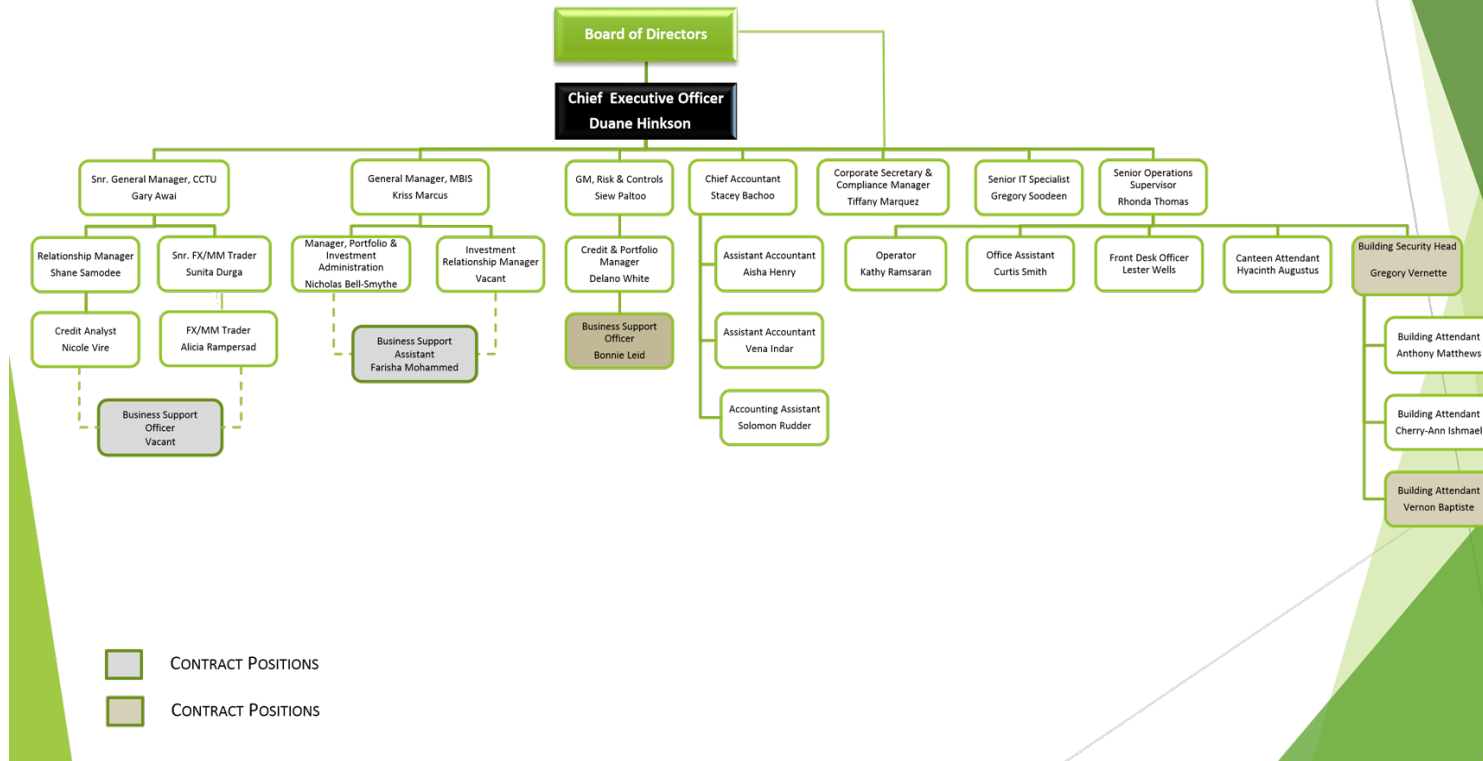 Board of Directors
Chief Executive Officer
Duane Hinkson
Snr. General Manager, CCTU
Gary Awai
General Manager, MBIS
Kriss Marcus
GM, Risk & Controls
Siew Paltoo
Chief Accountant
Stacey Bachoo
Corporate Secretary &
Compliance Manager
Tiffany Marquez
Senior IT Specialist
Gregory Soodeen
Senior Operations
Supervisor
Rhonda Thomas
Relationship Manager
Shane Samodee
Snr. FX/MM Trader
Sunita Durga
Manager, Portfolio &
Investment
Administration
Nicholas Bell-Smythe
Investment
Relationship Manager
Vacant
Credit & Portfolio
Manager
Delano White
Assistant Accountant
Aisha Henry
Operator
Kathy Ramsaran
Office Assistant
Curtis Smith
Front Desk Officer
Lester Wells
Canteen Attendant
Hyacinth Augustus
Building Security Head
Gregory Vernette
Credit Analyst
Nicole Vire
FX/MM Trader
Alicia Rampersad
Business Support
Assistant
Farisha Mohammed
Business Support
Officer
Bonnie Leid
Assistant Accountant
Vena Indar
Building Attendant
Anthony Matthews
Business Support
Officer
Vacant
Accounting Assistant
Solomon Rudder
Building Attendant
Cherry-Ann Ishmael
Building Attendant
Vernon Baptiste
CONTRACT POSITIONS
CONTRACT POSITIONS